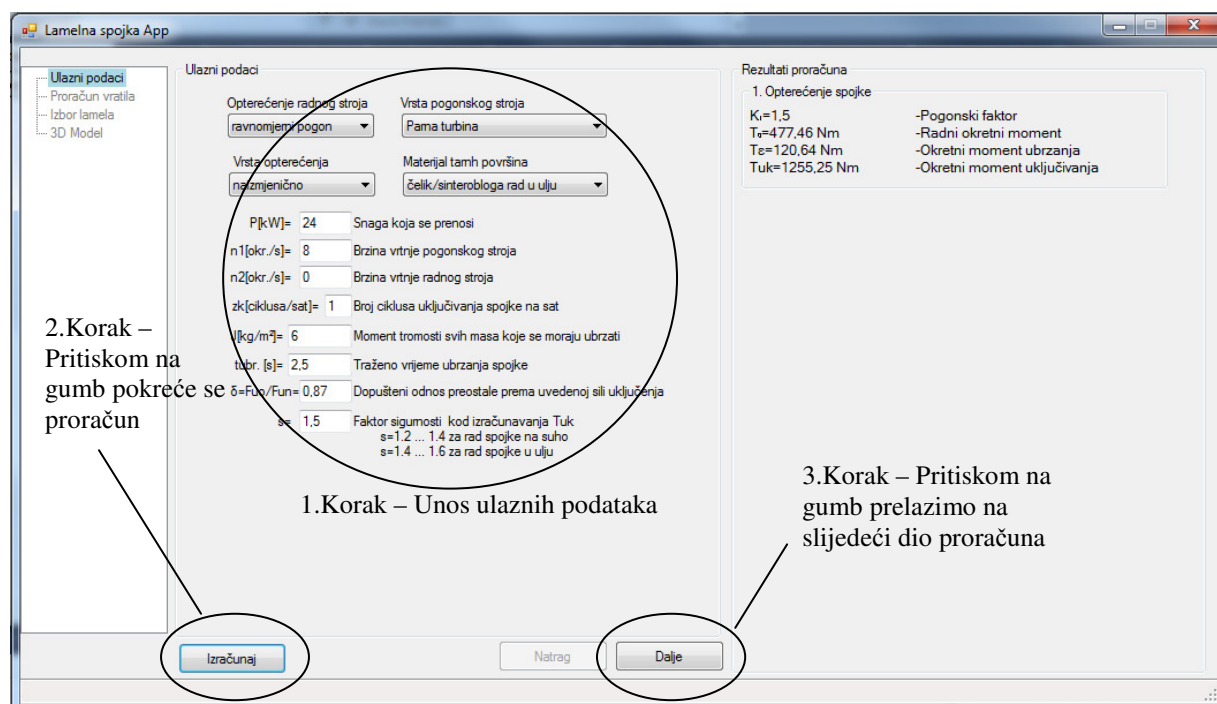 Lamelna spojka App
Ulazni podaci
Proračun vratila
Izbor lamela
3D Model
Ulazni podaci
Opterećenje radnog stroja
Vrsta pogonskog stroja
ravnomjerni pogon
Parna turbina
Vrsta opterećenja
Materijal tarnih površina
naizmjenično
čelik/sinterobloga rad u ulju
P[kW]= 24 Snaga koja se prenosi
n1[okr./s]= 8 Brzina vrtnje pogonskog stroja
n2[okr./s]= 0 Brzina vrtnje radnog stroja
zk[ciklusa/sat]= 1 Broj ciklusa uključivanja spojke na sat
J[kg/m²]= 6 Moment tromosti svih masa koje se moraju ubrzati
tubr. [s]= 2,5 Traženo vrijeme ubrzanja spojke
δ=Fuo/Fun= 0,87 Dopušteni odnos preostale prema uvedenoj sili uključenja
s= 1,5 Faktor sigurnosti kod izračunavanja Tuk
s=1.2 ... 1.4 za rad spojke na suho
s=1.4 ... 1.6 za rad spojke u ulju
1.Korak – Unos ulaznih podataka
2.Korak –
Pritiskom na
gumb pokreće se
proračun
3.Korak – Pritiskom na
gumb prelazimo na
slijedeći dio proračuna
Izračunaj
Natrag
Dalje
Rezultati proračuna
1. Opterećenje spojke
-Pogonski faktor
=477,46 Nm -Radni okretni moment
=120,64 Nm -Okretni moment ubrzanja
Tuk=1255,25 Nm -Okretni moment uključivanja